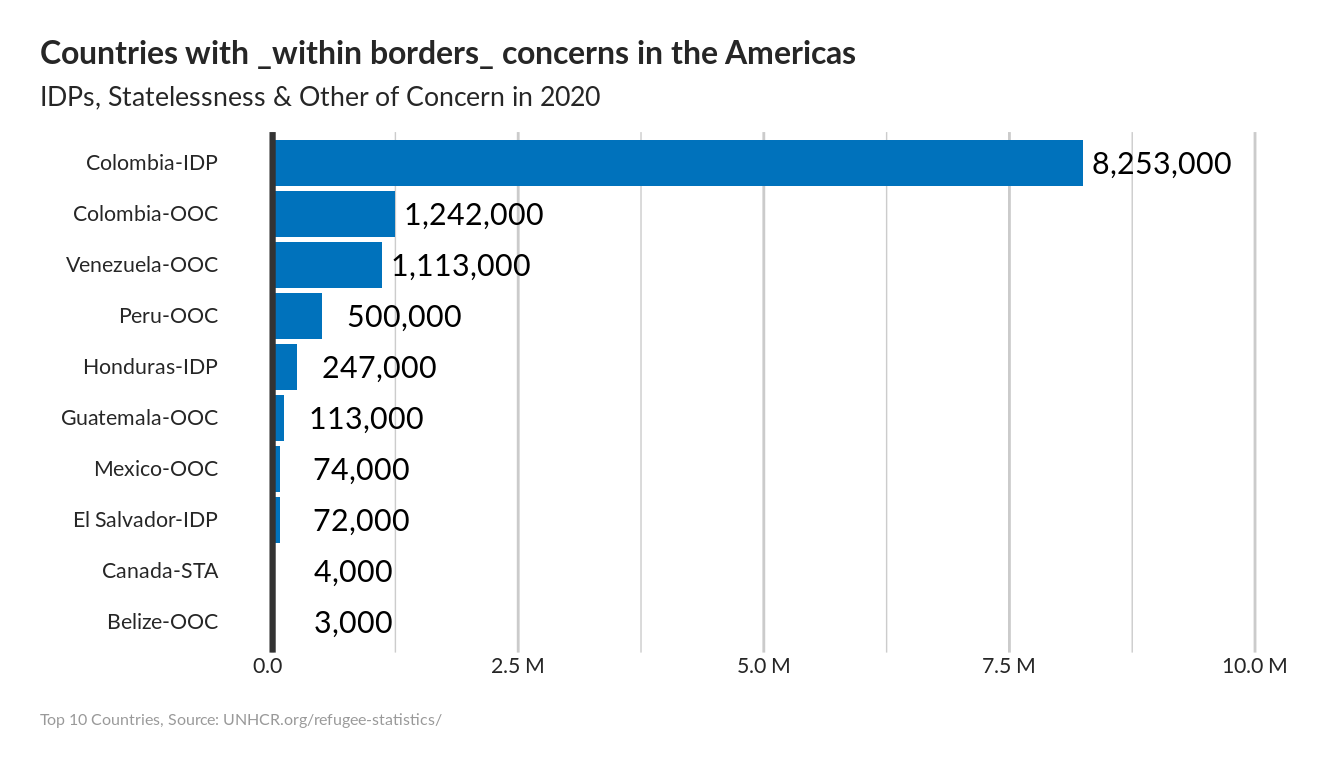 Countries with _within borders_ concerns in the Americas
IDPs, Statelessness & Other of Concern in 2020
Colombia-IDP 8,253,000
Colombia-OOC 1,242,000
Venezuela-OOC 1,113,000
Peru-OOC 500,000
Honduras-IDP 247,000
Guatemala-OOC 113,000
Mexico-OOC 74,000
El Salvador-IDP 72,000
Canada-STA 4,000
Belize-OOC 3,000
0.0 2.5 M 5.0 M 7.5 M 10.0 M
Top 10 Countries, Source: UNHCR.org/refugee-statistics/